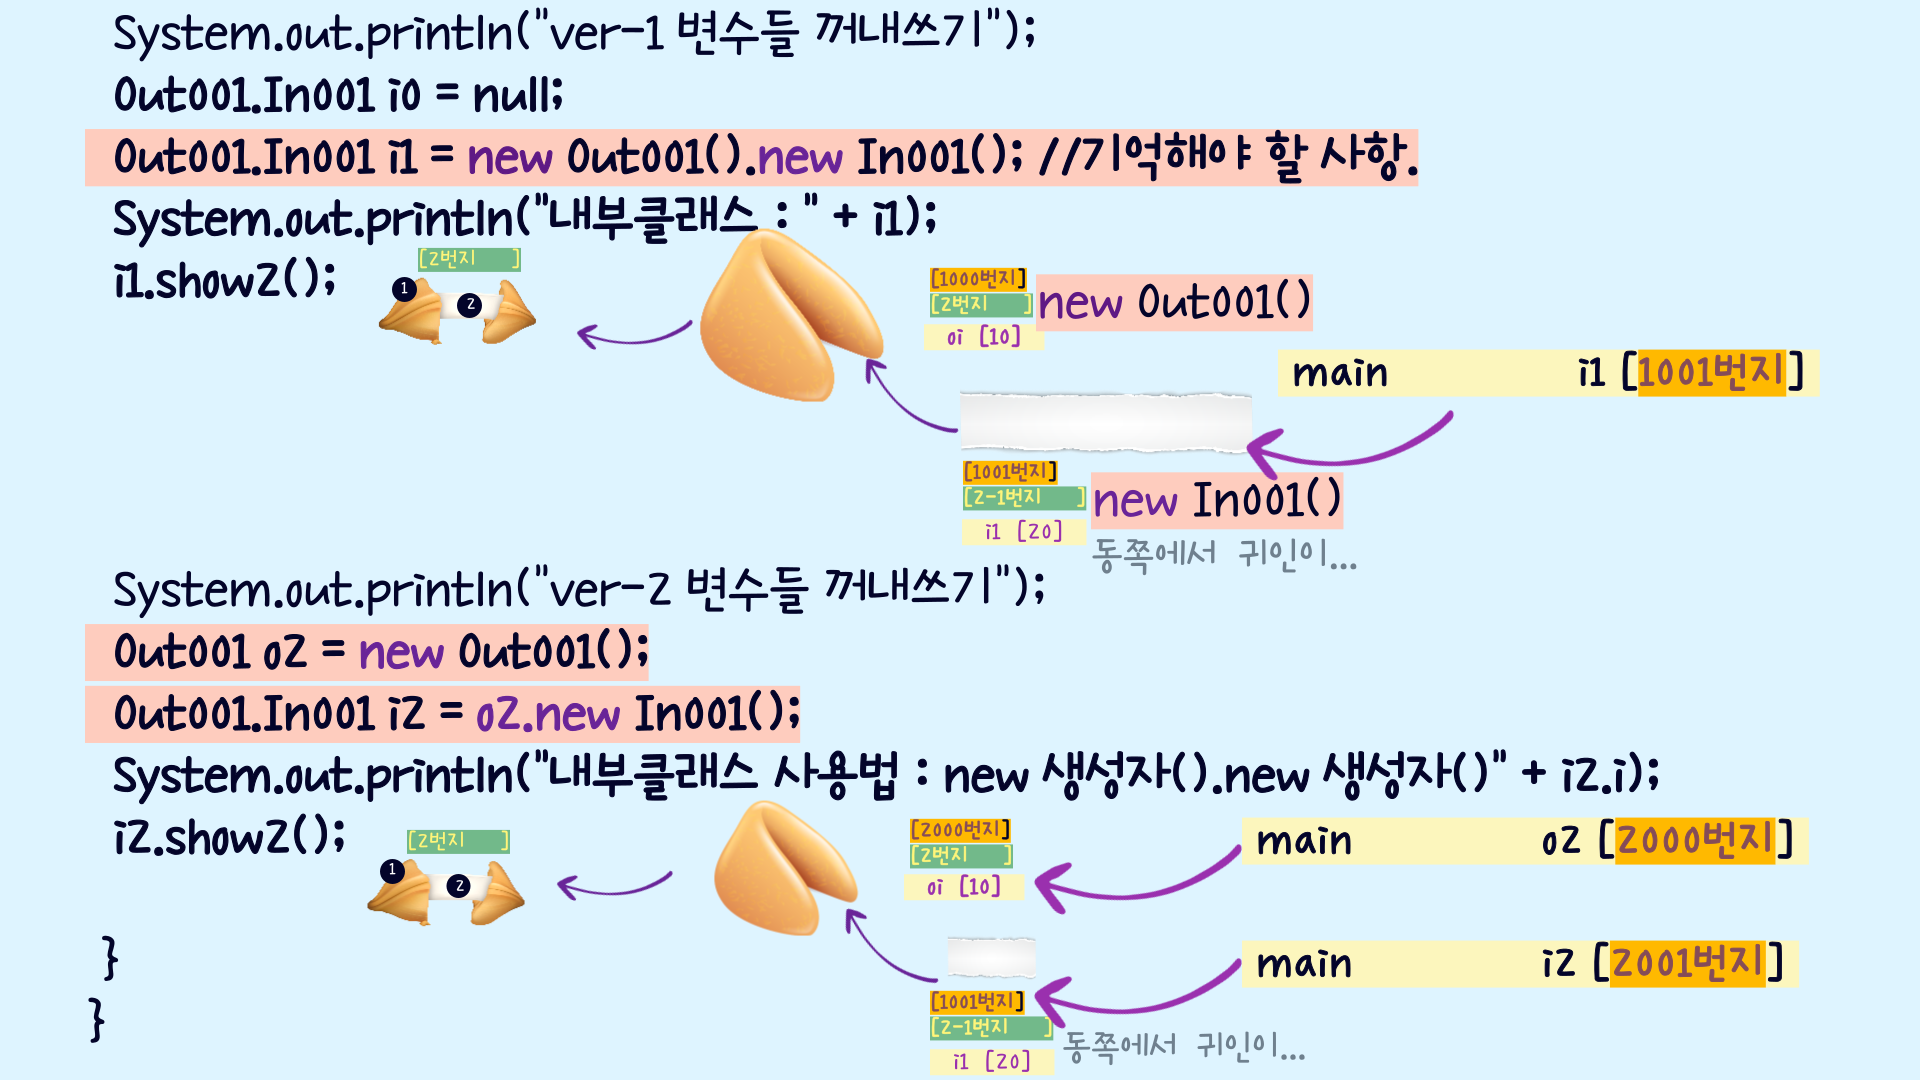 System.out.println("ver-1 변수들 꺼내쓰기");
Out001.In001 i0 = null;
Out001.In001 i1 = new Out001().new In001(); //기억해야 할 사항.
System.out.println("내부클래스 : " + i1);
i1.show2();
[2번지 ]
1
2
[1000번지]
[2번지 ]
oi [10]
new Out001()
main i1 [1001번지]
[1001번지]
[2-1번지 ]
i1 [20]
new In001()
동쪽에서 귀인이...
System.out.println("ver-2 변수들 꺼내쓰기");
Out001 o2 = new Out001();
Out001.In001 i2 = o2.new In001();
System.out.println("내부클래스 사용법 : new 생성자().new 생성자()" + i2.i);
i2.show2();
[2번지 ]
1
2
[2000번지]
[2번지 ]
oi [10]
main o2 [2000번지]
main i2 [2001번지]
[1001번지]
[2-1번지 ]
i1 [20]
동쪽에서 귀인이...
}
}